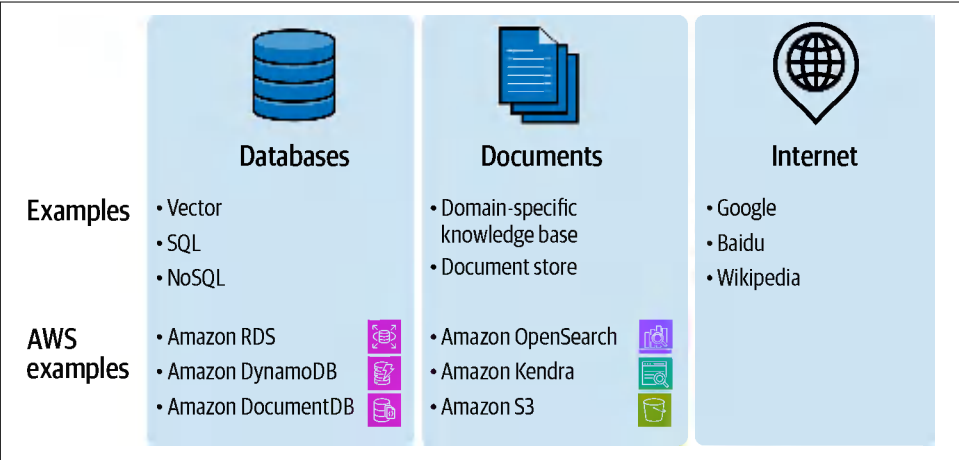 Databases
Documents
Internet
Examples
• Vector
• SQL
• NoSQL
• Domain-specific
knowledge base
• Document store
• Google
• Baidu
• Wikipedia
AWS
examples
• Amazon RDS
• Amazon DynamoDB
• Amazon DocumentDB
• Amazon OpenSearch
• Amazon Kendra
• Amazon S3